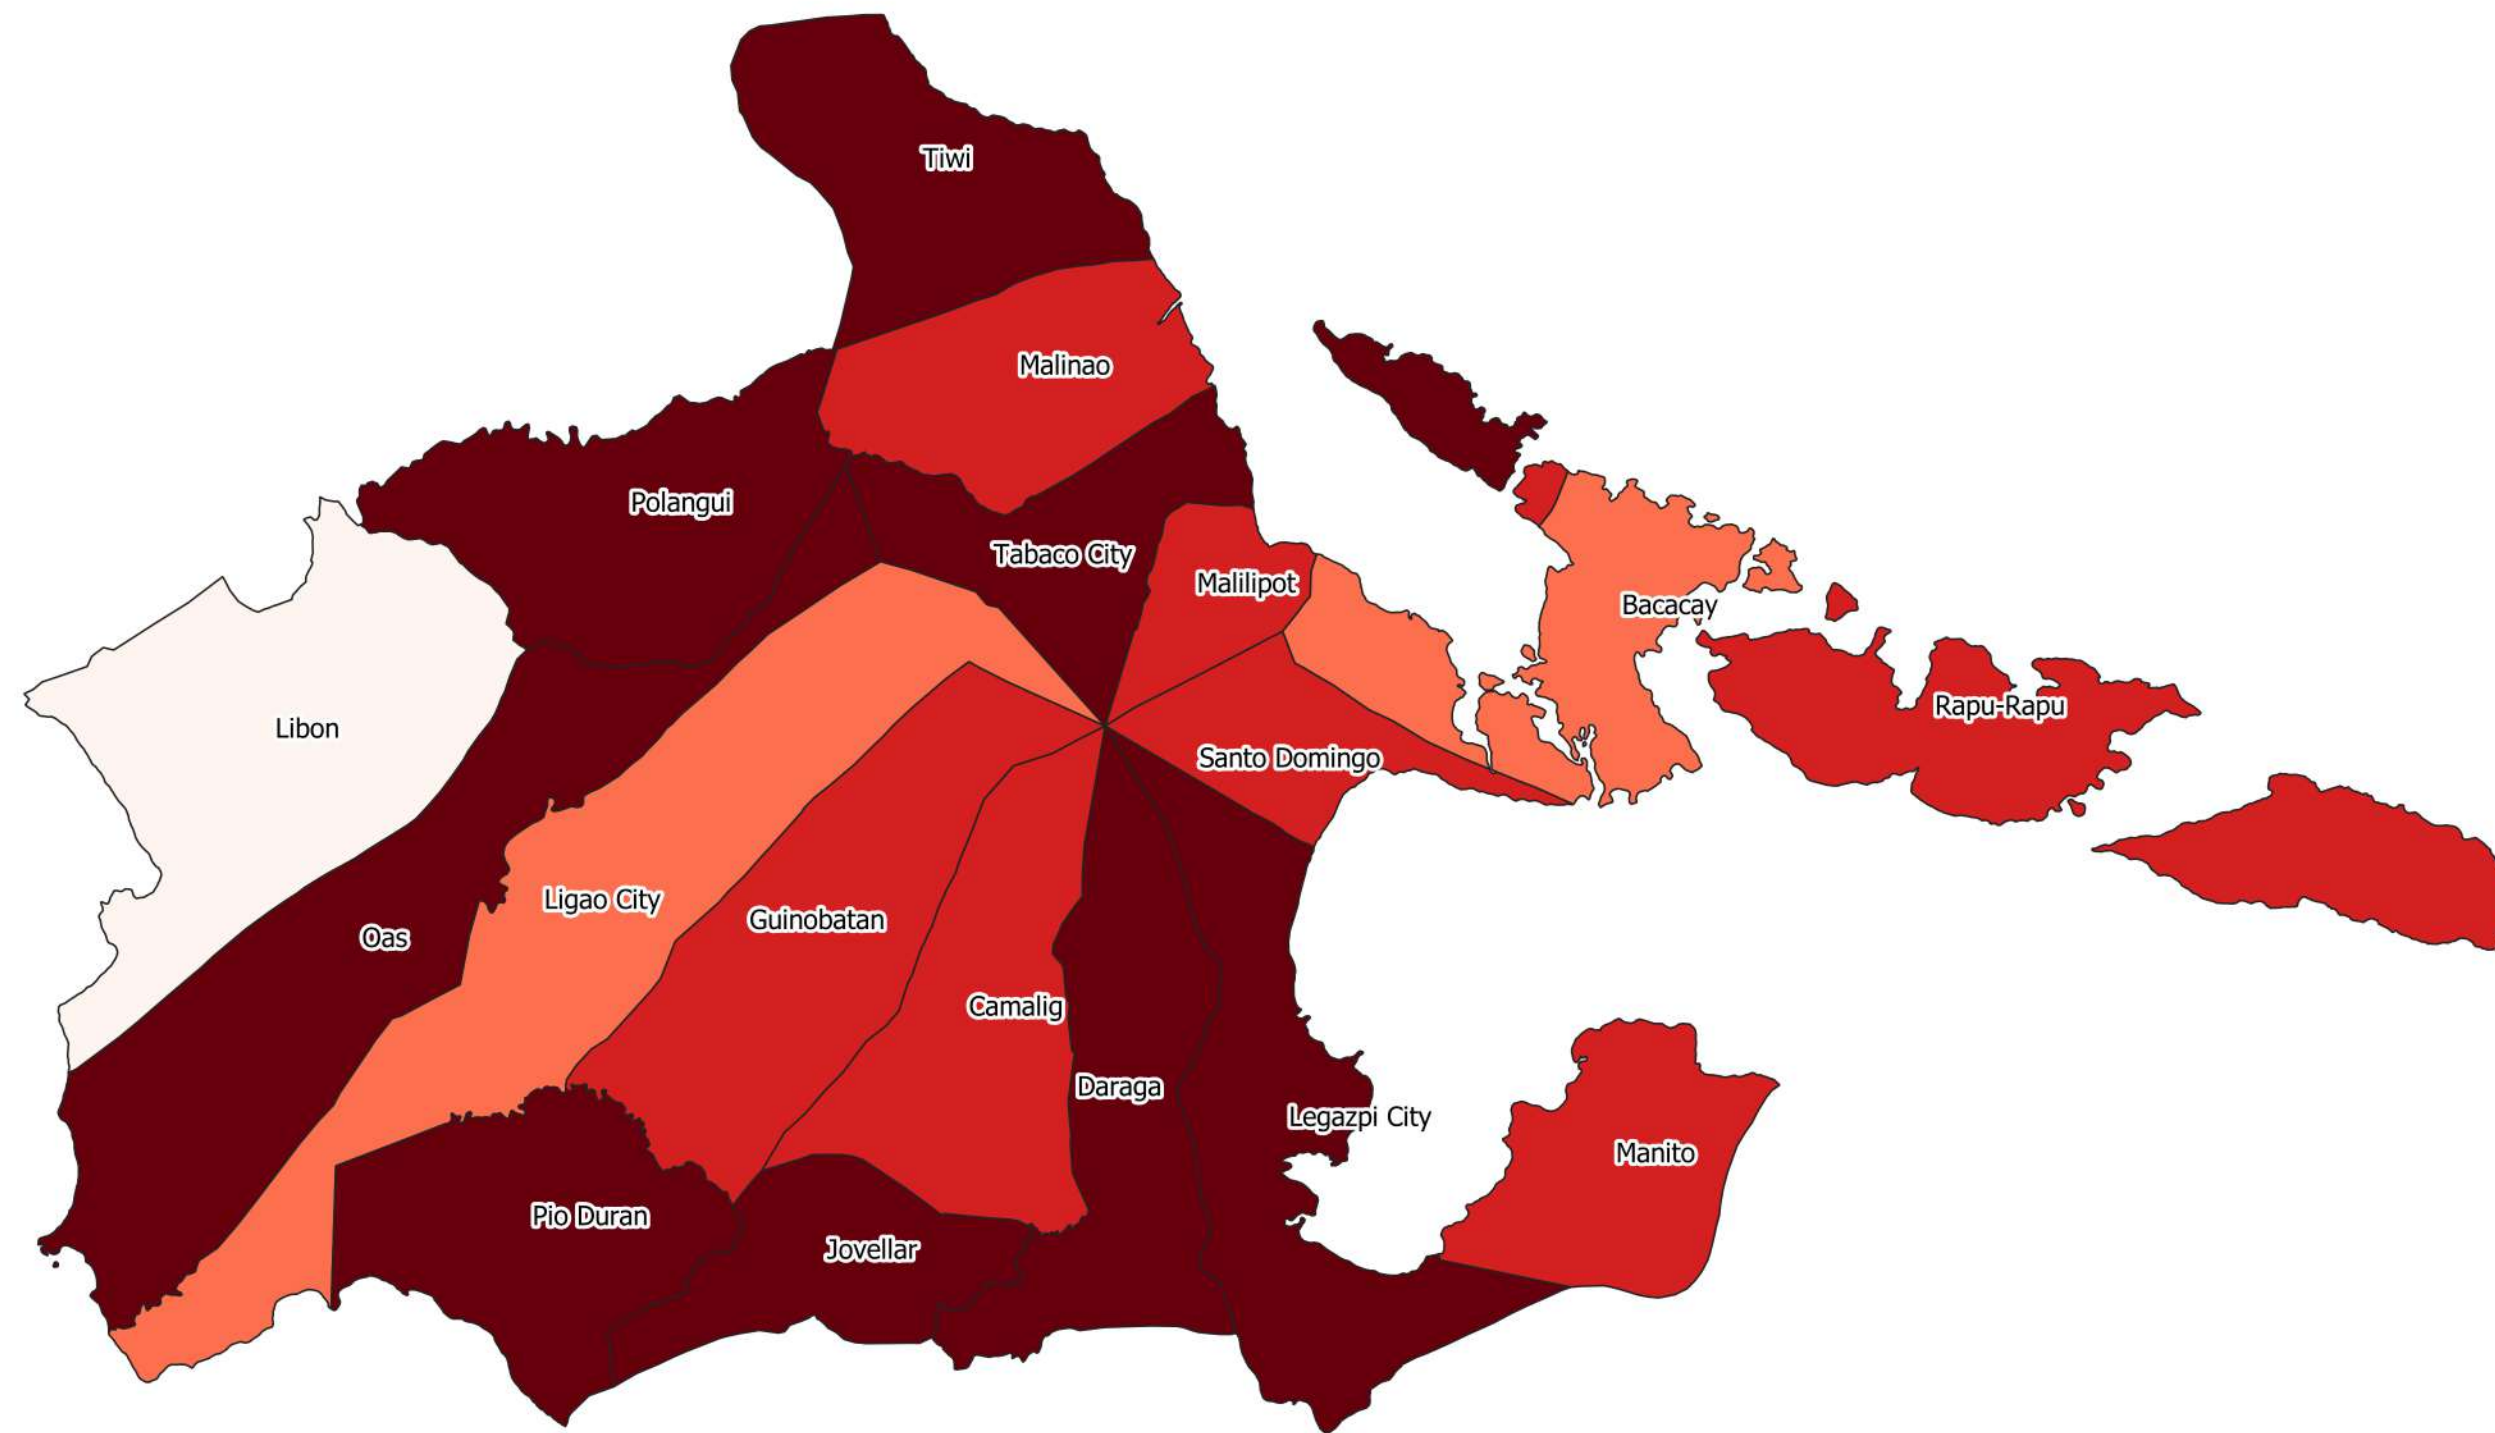 Tiwi
Malinao
Polangui
Tabaco City
Malilipot
Bacacay
Rapu-Rapu
Libon
Santo Domingo
Ligao City
Guinobatan
Oas
Camalig
Daraga
Legazpi City
Manito
Pio Duran
Jovellar